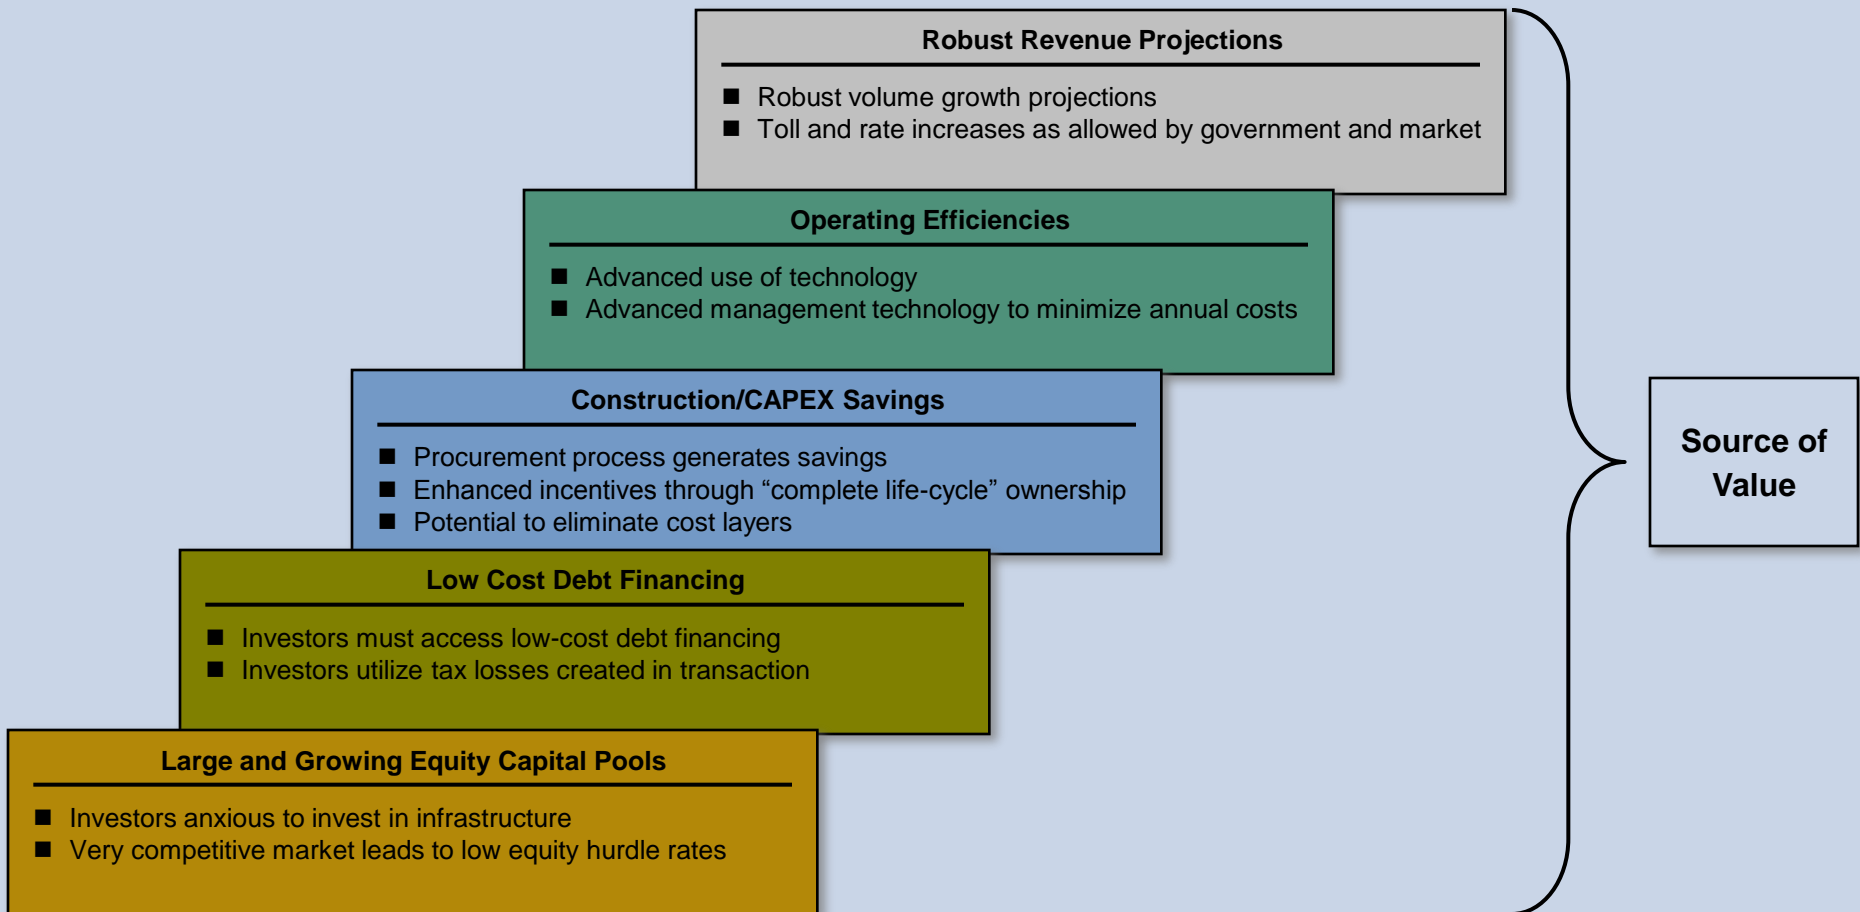 Robust Revenue Projections
■ Robust volume growth projections
■ Toll and rate increases as allowed by government and market
Operating Efficiencies
■ Advanced use of technology
■ Advanced management technology to minimize annual costs
Construction/CAPEX Savings
■ Procurement process generates savings
■ Enhanced incentives through “complete life-cycle” ownership
■ Potential to eliminate cost layers
Low Cost Debt Financing
■ Investors must access low-cost debt financing
■ Investors utilize tax losses created in transaction
Large and Growing Equity Capital Pools
■ Investors anxious to invest in infrastructure
■ Very competitive market leads to low equity hurdle rates
Source of
Value